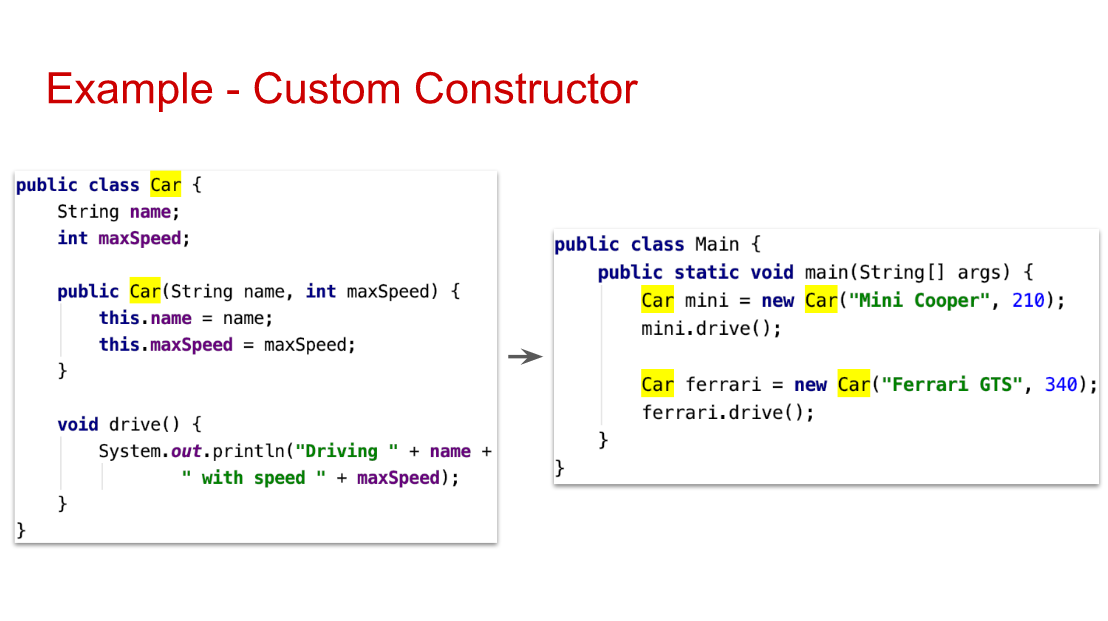 Example - Custom Constructor
public class Car {
    String name;
    int maxSpeed;
    public Car(String name, int maxSpeed) {
        this.name = name;
        this.maxSpeed = maxSpeed;
    }
    void drive() {
        System.out.println("Driving " + name +
                " with speed " + maxSpeed);
    }
}
public class Main {
    public static void main(String[] args) {
        Car mini = new Car("Mini Cooper", 210);
        mini.drive();
        Car ferrari = new Car("Ferrari GTS", 340);
        ferrari.drive();
    }
}